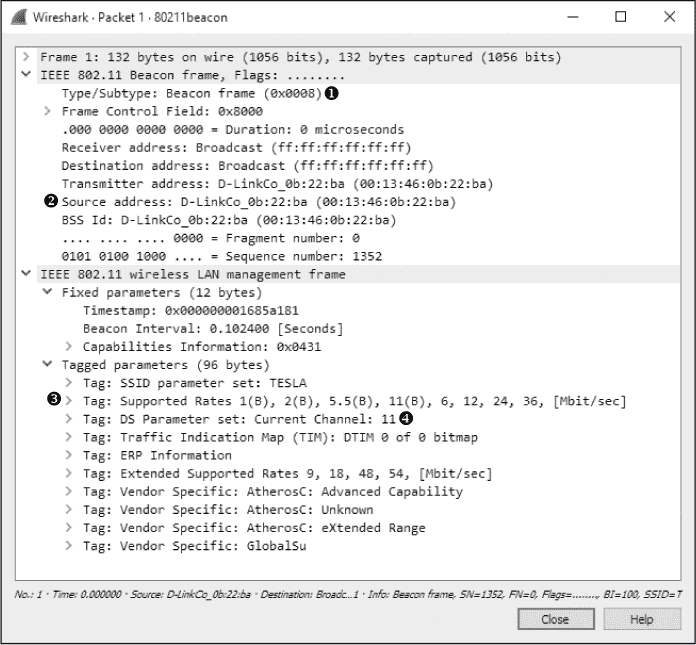 Wireshark · Packet 1 · 80211beacon
Frame 1: 132 bytes on wire (1056 bits), 132 bytes captured (1056 bits)
IEEE 802.11 Beacon frame, Flags: ........
Type/Subtype: Beacon frame (0x0008) ❶
Frame Control Field: 0x8000
.000 0000 0000 0000 = Duration: 0 microseconds
Receiver address: Broadcast (ff:ff:ff:ff:ff:ff)
Destination address: Broadcast (ff:ff:ff:ff:ff:ff)
Transmitter address: D-LinkCo_0b:22:ba (00:13:46:0b:22:ba)
❷ Source address: D-LinkCo_0b:22:ba (00:13:46:0b:22:ba)
BSS Id: D-LinkCo_0b:22:ba (00:13:46:0b:22:ba)
.... .... .... 0000 = Fragment number: 0
0101 0100 1000 .... = Sequence number: 1352
IEEE 802.11 wireless LAN management frame
Fixed parameters (12 bytes)
Timestamp: 0x000000001685a181
Beacon Interval: 0.102400 [Seconds]
Capabilities Information: 0x0431
Tagged parameters (96 bytes)
Tag: SSID parameter set: TESLA
❸ Tag: Supported Rates 1(B), 2(B), 5.5(B), 11(B), 6, 12, 24, 36, [Mbit/sec]
Tag: DS Parameter set: Current Channel: 11 ❹
Tag: Traffic Indication Map (TIM): DTIM 0 of 0 bitmap
Tag: ERP Information
Tag: Extended Supported Rates 9, 18, 48, 54, [Mbit/sec]
Tag: Vendor Specific: AtherosC: Advanced Capability
Tag: Vendor Specific: AtherosC: Unknown
Tag: Vendor Specific: AtherosC: eXtended Range
Tag: Vendor Specific: GlobalSu
No.: 1 · Time: 0.000000 · Source: D-LinkCo_0b:22:ba · Destination: Broadc...1 · Info: Beacon frame, SN=1352, FN=0, Flags=........, BI=100, SSID=T
Close Help